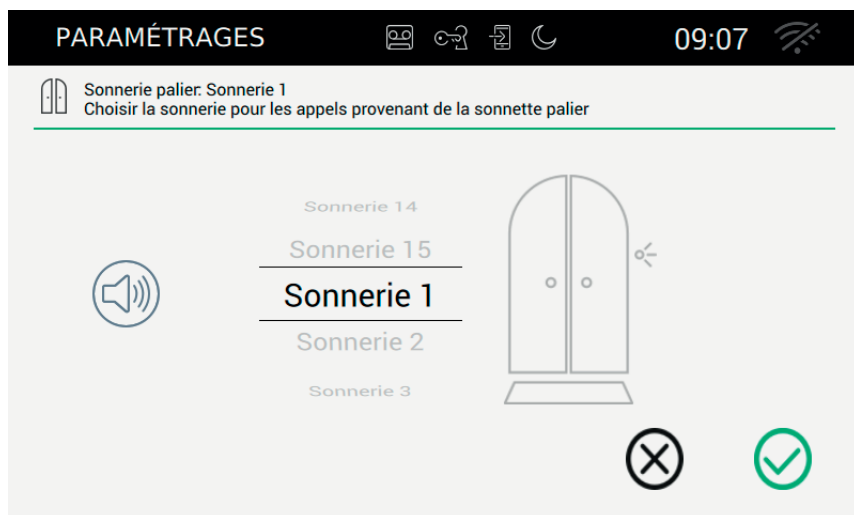 PARAMÉTRAGES 09:07
Sonnerie palier: Sonnerie 1
Choisir la sonnerie pour les appels provenant de la sonnette palier
Sonnerie 14
Sonnerie 15
Sonnerie 1
Sonnerie 2
Sonnerie 3